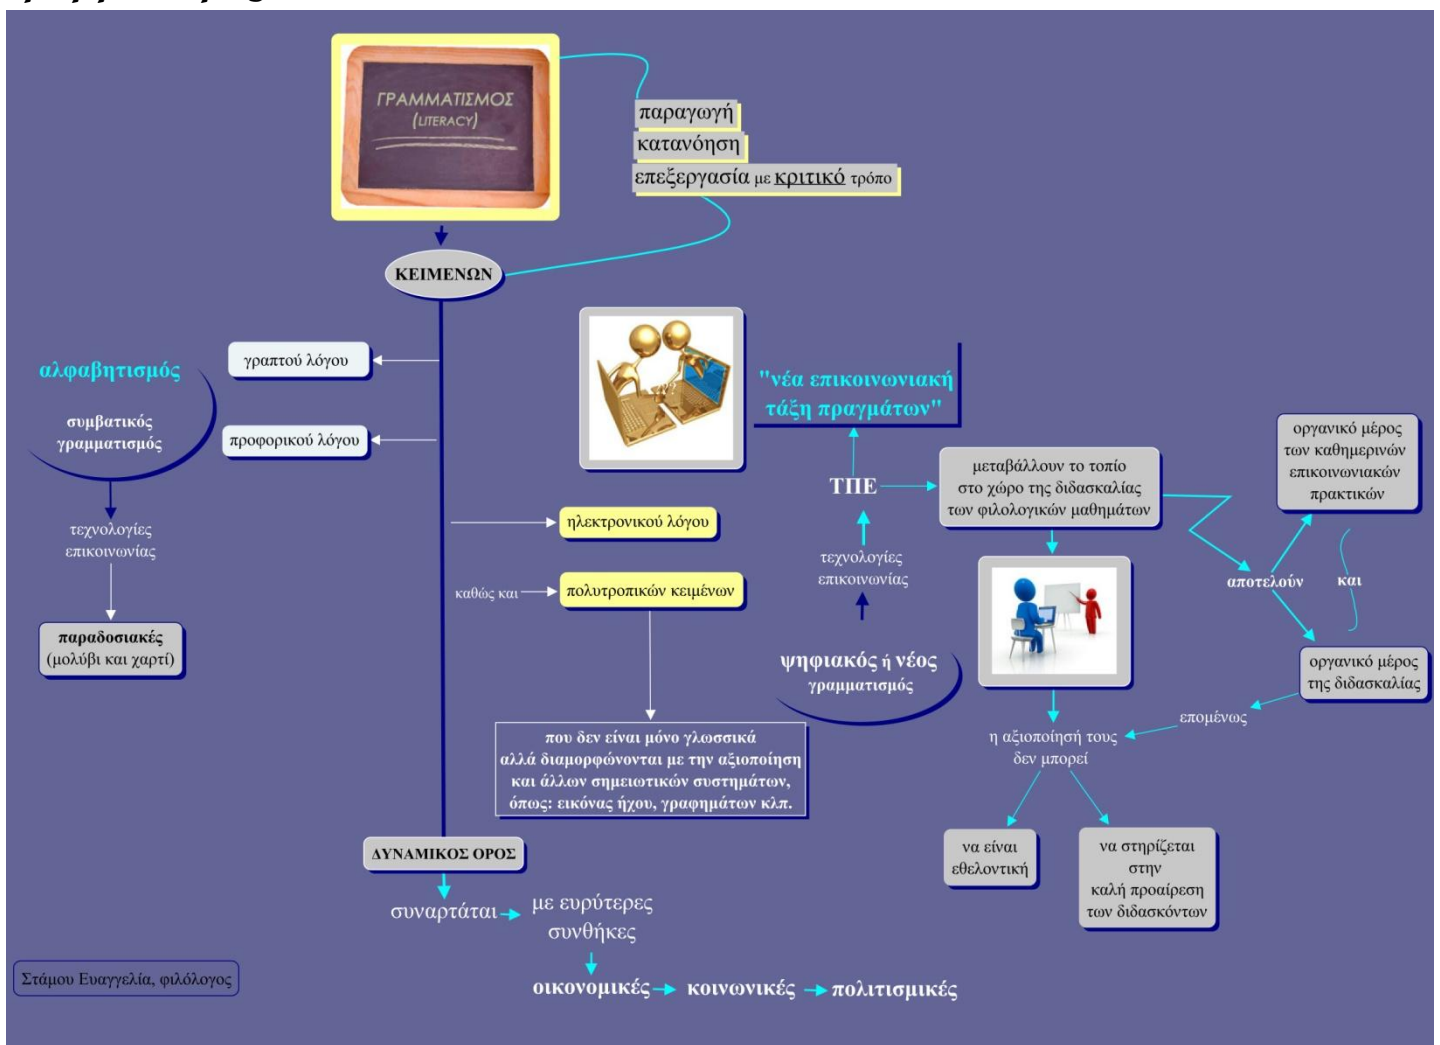 ΓΡΑΜΜΑΤΙΣΜΟΣ
(LITERACY)
παραγωγή
κατανόηση
επεξεργασία με κριτικό τρόπο
ΚΕΙΜΕΝΩΝ
γραπτού λόγου
προφορικού λόγου
αλφαβητισμός
συμβατικός
γραμματισμός
τεχνολογίες
επικοινωνίας
παραδοσιακές
(μολύβι και χαρτί)
ηλεκτρονικού λόγου
καθώς και
πολυτροπικών κειμένων
που δεν είναι μόνο γλωσσικά
αλλά διαμορφώνονται με την αξιοποίηση
και άλλων σημειωτικών συστημάτων,
όπως: εικόνας ήχου, γραφημάτων κλπ.
"νέα επικοινωνιακή
τάξη πραγμάτων"
ΤΠΕ
τεχνολογίες
επικοινωνίας
ψηφιακός ή νέος
γραμματισμός
μεταβάλλουν το τοπίο
στο χώρο της διδασκαλίας
των φιλολογικών μαθημάτων
αποτελούν
οργανικό μέρος
των καθημερινών
επικοινωνιακών
πρακτικών
και
οργανικό μέρος
της διδασκαλίας
επομένως
η αξιοποίησή τους
δεν μπορεί
να είναι
εθελοντική
να στηρίζεται
στην
καλή προαίρεση
των διδασκόντων
ΔΥΝΑΜΙΚΟΣ ΟΡΟΣ
συναρτάται
με ευρύτερες
συνθήκες
οικονομικές
κοινωνικές
πολιτισμικές
Στάμου Ευαγγελία, φιλόλογος